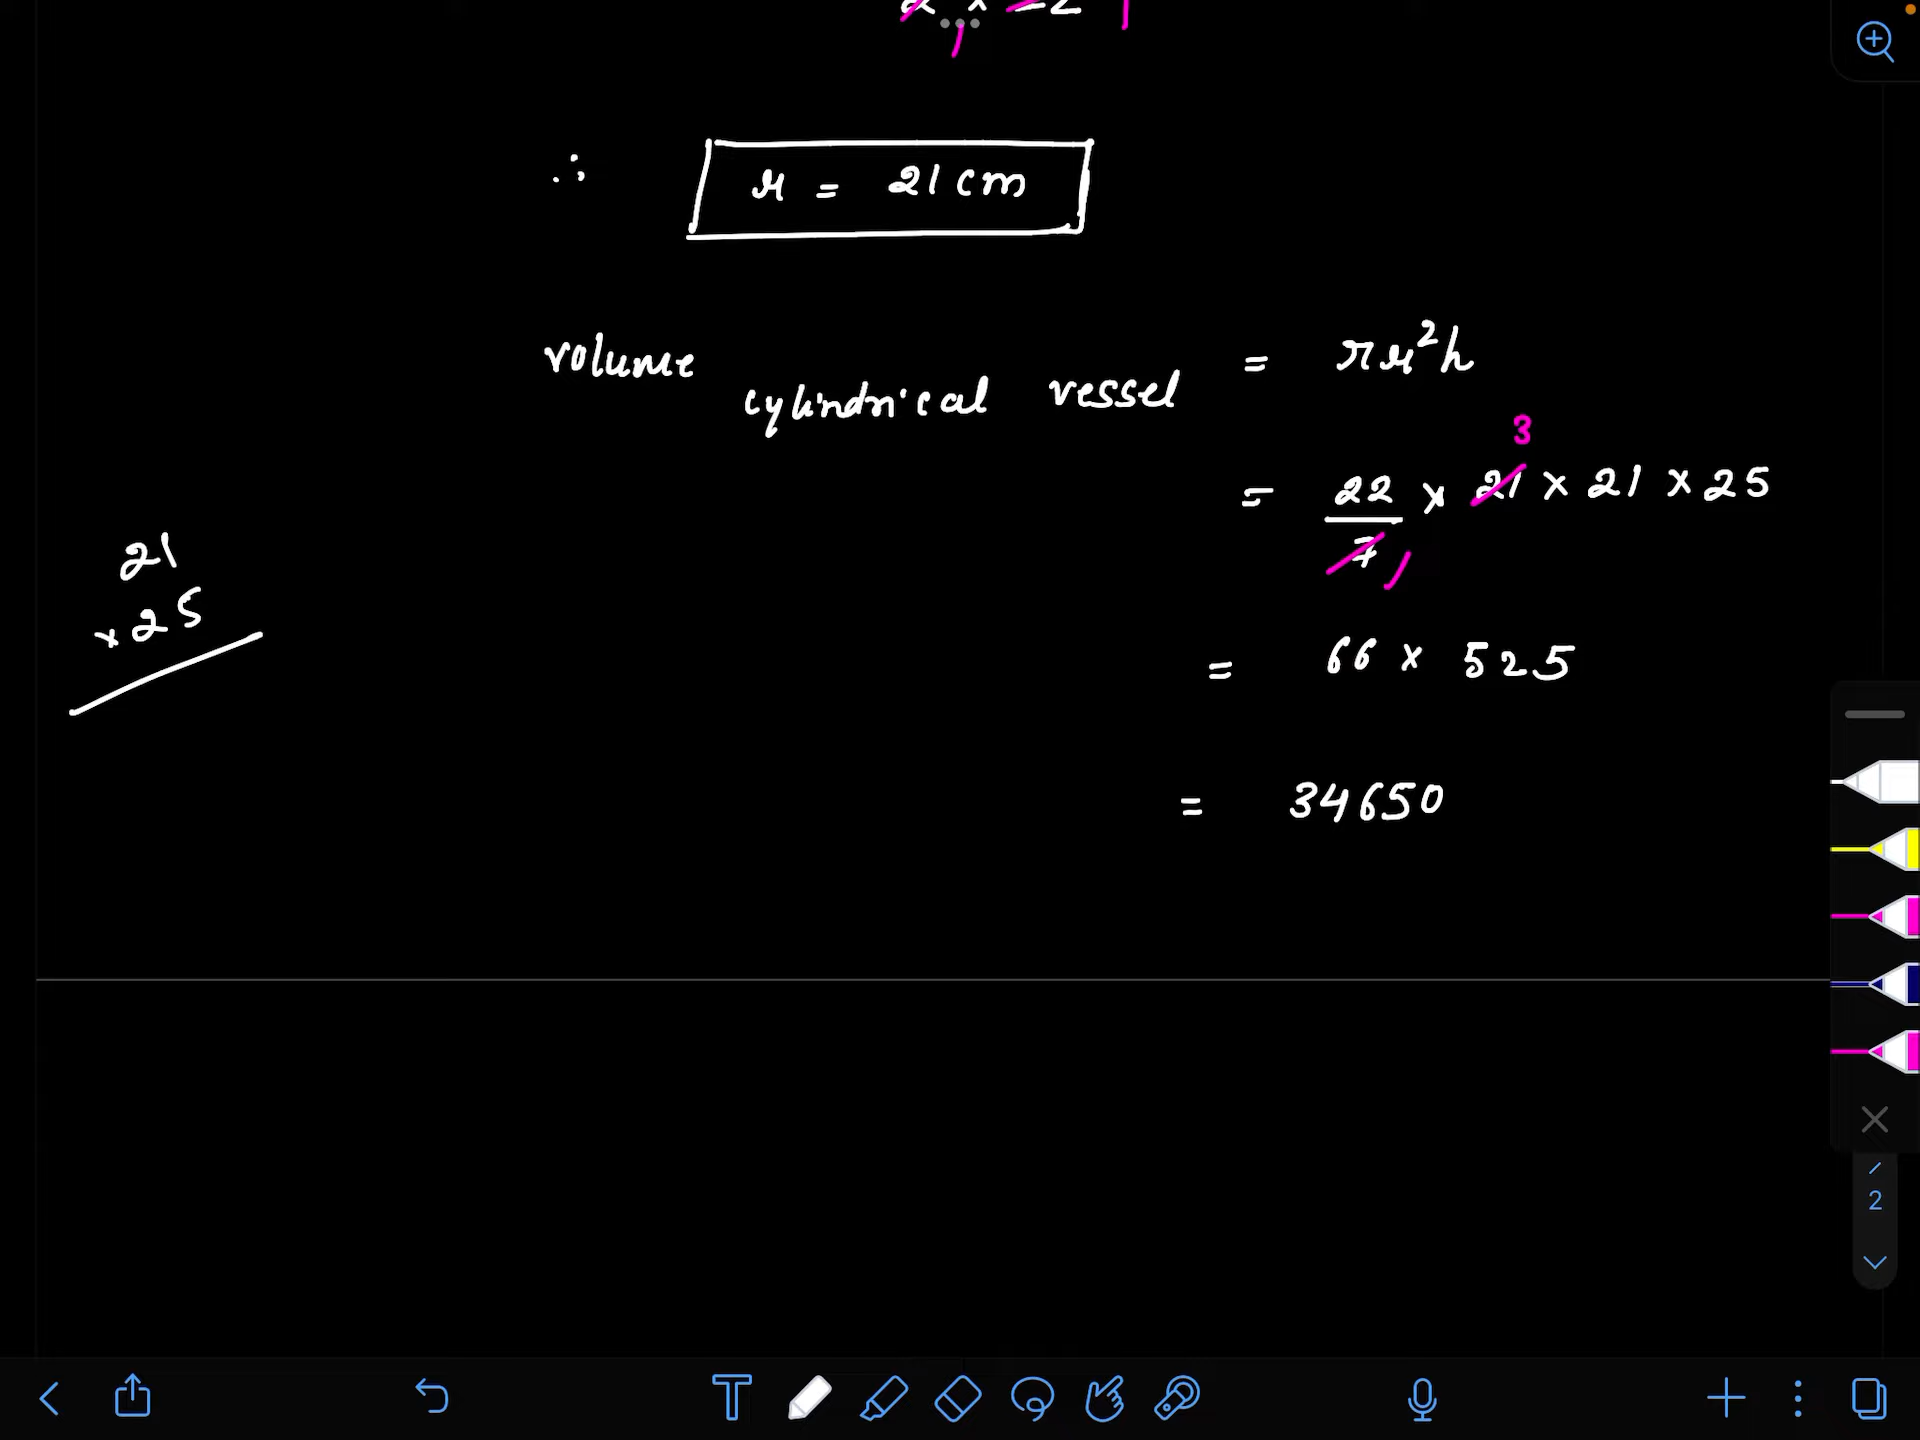 ∴ r = 21 cm
volume cylindrical vessel = πr²h
3
= 22/7 × 21 × 21 × 25
21
× 25
= 66 × 525
= 34650
2
T